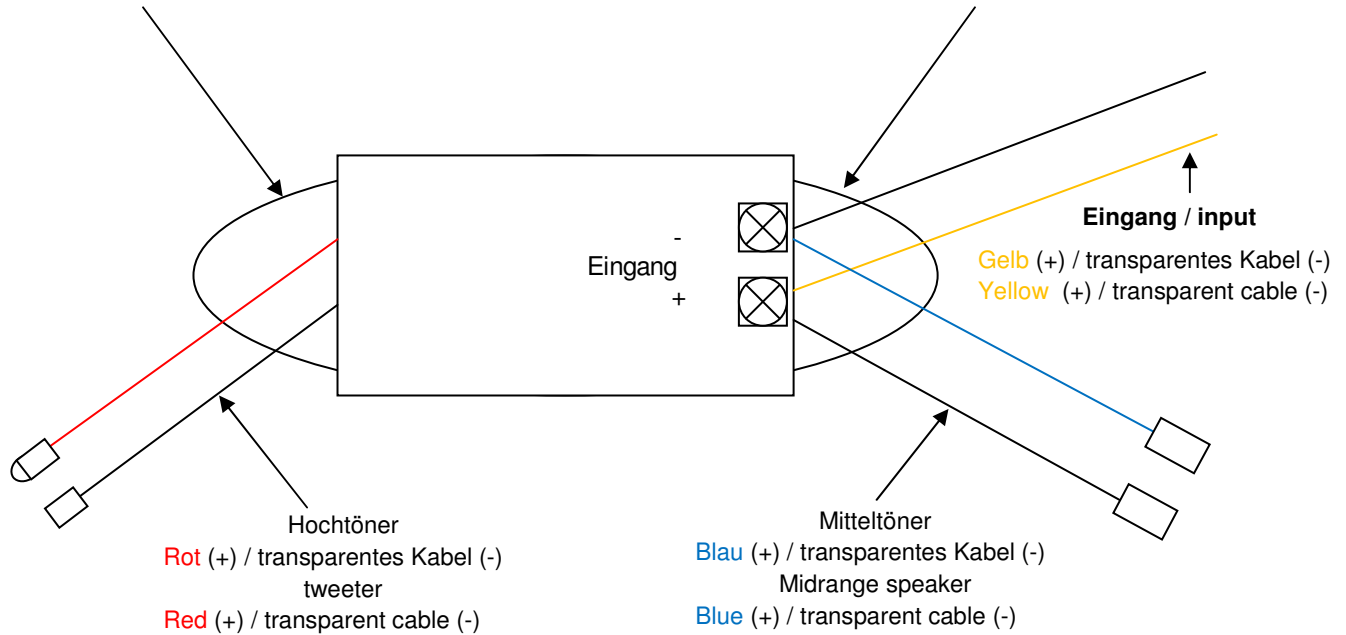 -
Eingang
+
Eingang / input
Gelb (+) / transparentes Kabel (-)
Yellow (+) / transparent cable (-)
Hochtöner
Rot (+) / transparentes Kabel (-)
tweeter
Red (+) / transparent cable (-)
Mitteltöner
Blau (+) / transparentes Kabel (-)
Midrange speaker
Blue (+) / transparent cable (-)